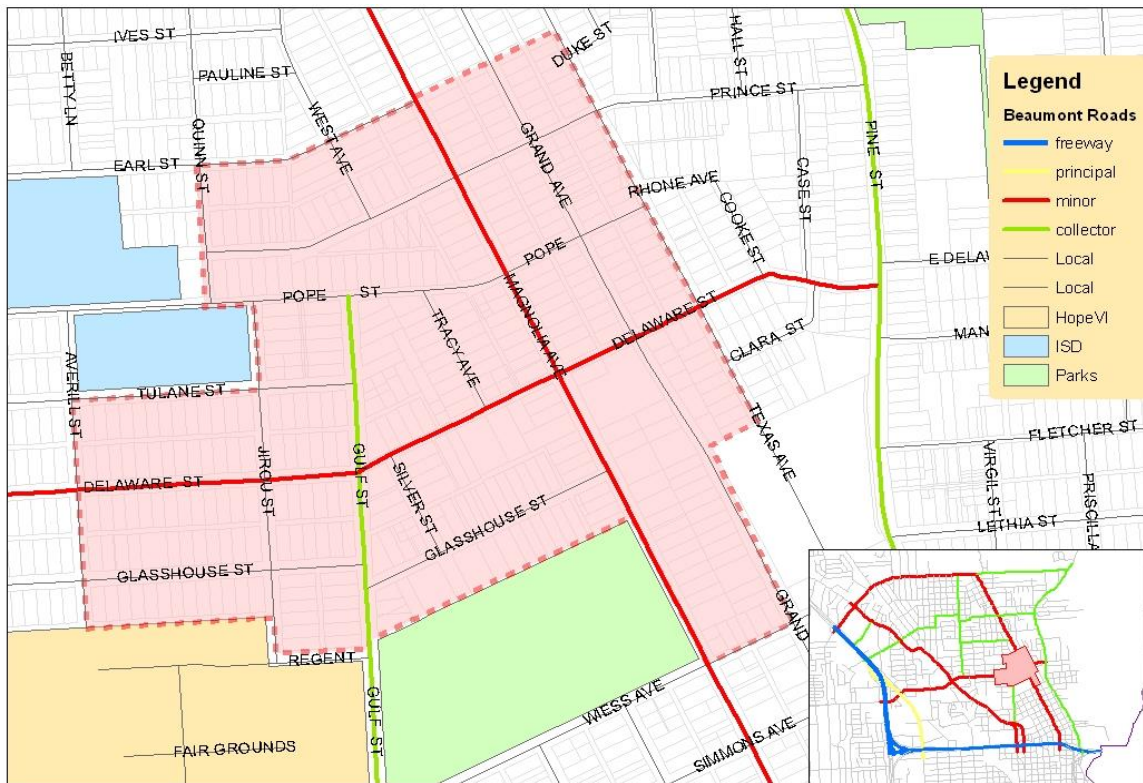 IVES ST
BETTY LN
PAULINE ST
WEST AVE
QUINN ST
EARL ST
DUKE ST
HALL ST
PRINCE ST
GRAND AVE
RHONE AVE
COOKE ST
CASE ST
PINE ST
POPE
POPE ST
MAGNOLIA AVE
TRACY AVE
DELAWARE ST
CLARA ST
E DELA
MAN
AVERILL ST
TULANE ST
TEXAS AVE
FLETCHER ST
VIRGIL ST
PRISCILLA
LETHIA ST
DELAWARE ST
JIROU ST
GULF ST
SILVER ST
GLASSHOUSE ST
GLASSHOUSE ST
GRAND
REGENT
GULF ST
WIESS AVE
SIMMONS AVE
FAIR GROUNDS
Legend
Beaumont Roads
freeway
principal
minor
collector
Local
Local
HopeVI
ISD
Parks